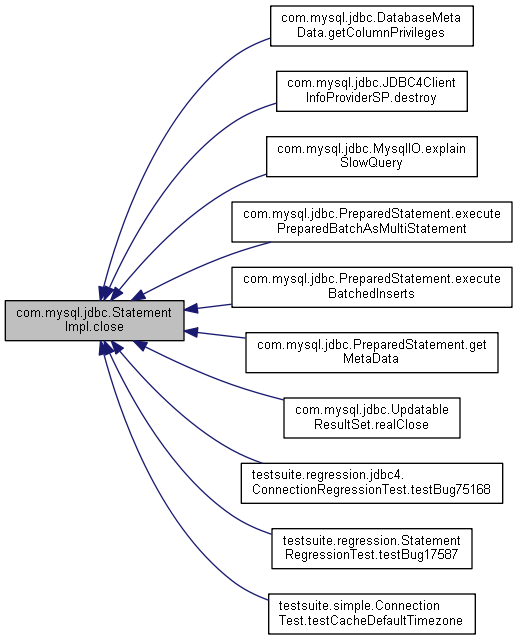 com.mysql.jdbc.DatabaseMeta
Data.getColumnPrivileges
com.mysql.jdbc.JDBC4Client
InfoProviderSP.destroy
com.mysql.jdbc.MysqlIO.explain
SlowQuery
com.mysql.jdbc.PreparedStatement.execute
PreparedBatchAsMultiStatement
com.mysql.jdbc.PreparedStatement.execute
BatchedInserts
com.mysql.jdbc.Statement
Impl.close
com.mysql.jdbc.PreparedStatement.get
MetaData
com.mysql.jdbc.Updatable
ResultSet.realClose
testsuite.regression.jdbc4.
ConnectionRegressionTest.testBug75168
testsuite.regression.Statement
RegressionTest.testBug17587
testsuite.simple.Connection
Test.testCacheDefaultTimezone